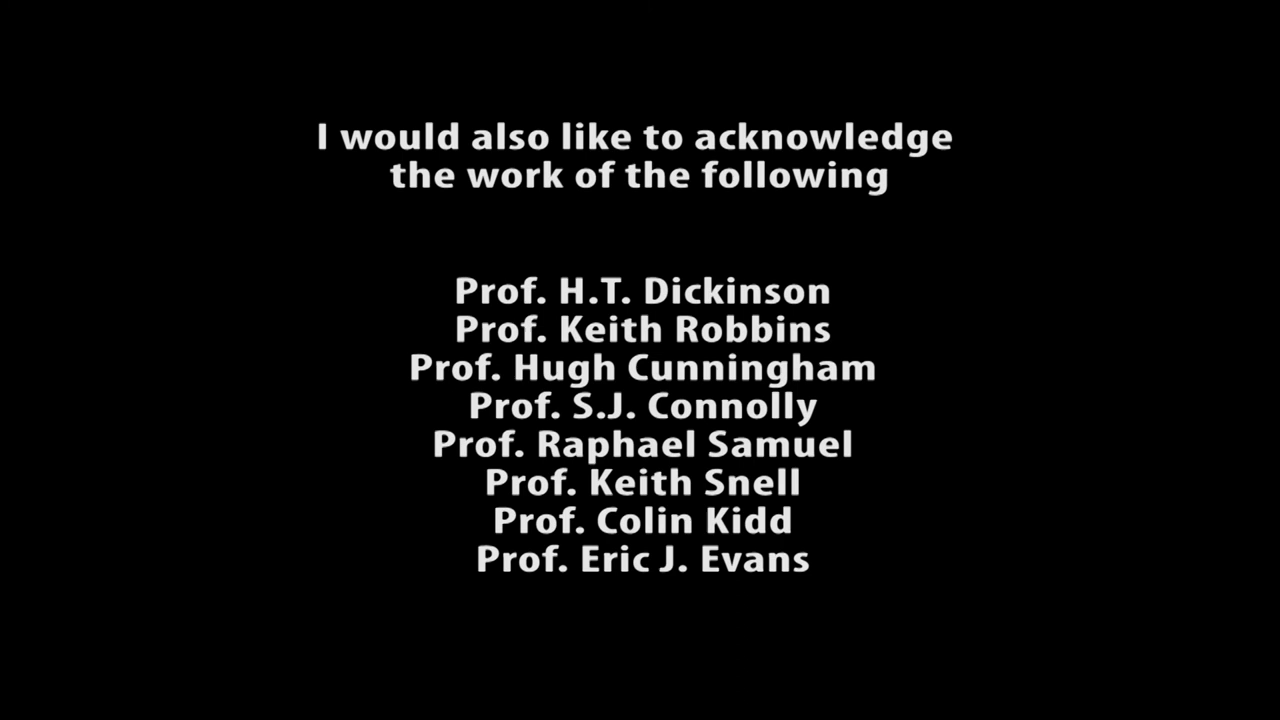 I would also like to acknowledge
the work of the following
Prof. H.T. Dickinson
Prof. Keith Robbins
Prof. Hugh Cunningham
Prof. S.J. Connolly
Prof. Raphael Samuel
Prof. Keith Snell
Prof. Colin Kidd
Prof. Eric J. Evans